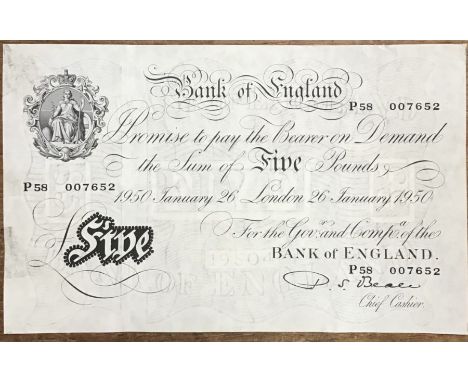 Bank of England
P58 007652
I Promise to pay the Bearer on Demand
the Sum of Five Pounds
P58 007652
1950 January 26 London 26 January 1950
For the Govr. and Compa. of the
Five
BANK of ENGLAND.
P58 007652
P. S. Beale
Chief Cashier.